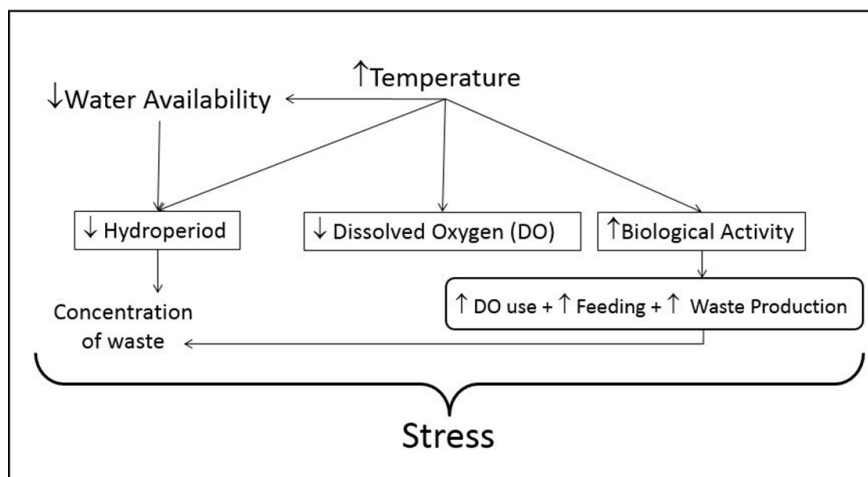 ↑Temperature
↓Water Availability
↓ Hydroperiod
↓ Dissolved Oxygen (DO)
↑Biological Activity
↑ DO use + ↑ Feeding + ↑ Waste Production
Concentration
of waste
Stress